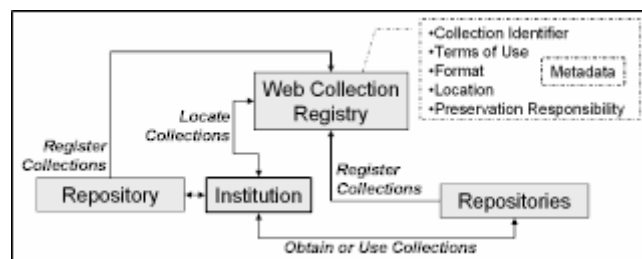 •Collection Identifier
•Terms of Use
•Format
•Location
•Preservation Responsibility
Metadata
Web Collection
Registry
Locate
Collections
Register
Collections
Register
Collections
Repository
Institution
Repositories
Obtain or Use Collections